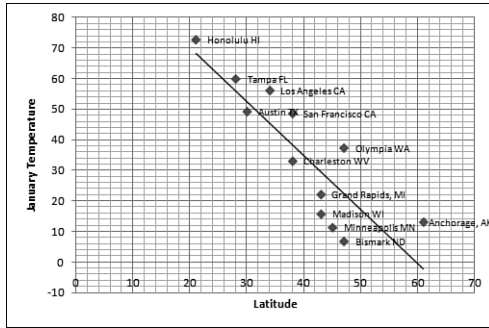 80
70
60
50
40
30
20
10
0
-10
January Temperature
Honolulu HI
Tampa FL
Los Angeles CA
Austin TX
San Francisco CA
Olympia WA
Charleston WV
Grand Rapids, MI
Madison WI
Anchorage, AK
Minneapolis MN
Bismark ND
0 10 20 30 40 50 60 70
Latitude